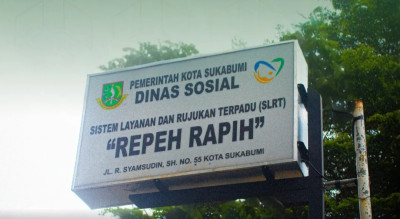 PEMERINTAH KOTA SUKABUMI
DINAS SOSIAL
SISTEM LAYANAN DAN RUJUKAN TERPADU (SLRT)
"REPEH RAPIH"
JL. R. SYAMSUDIN, SH. NO. 55 KOTA SUKABUMI